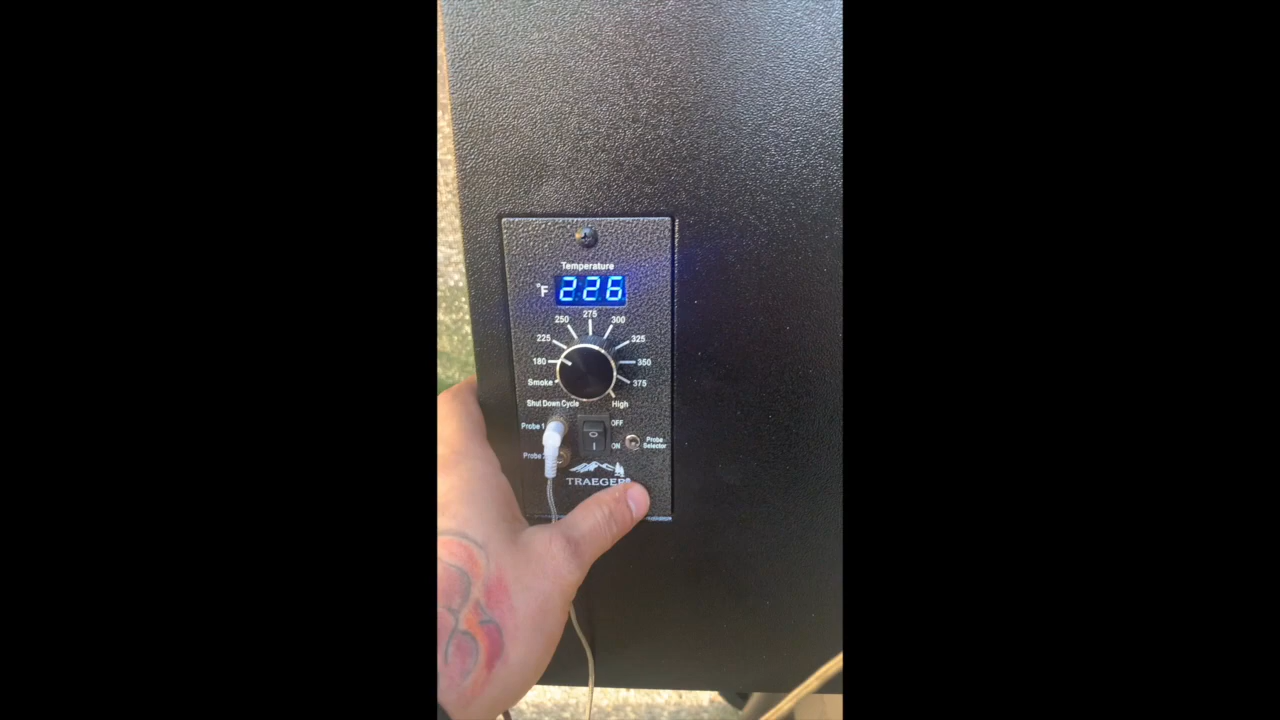 Temperature
°F 226
275
250 300
225 325
180 350
Smoke 375
Shut Down Cycle High
Probe 1 OFF
ON Probe Selector
Probe
TRAEGER